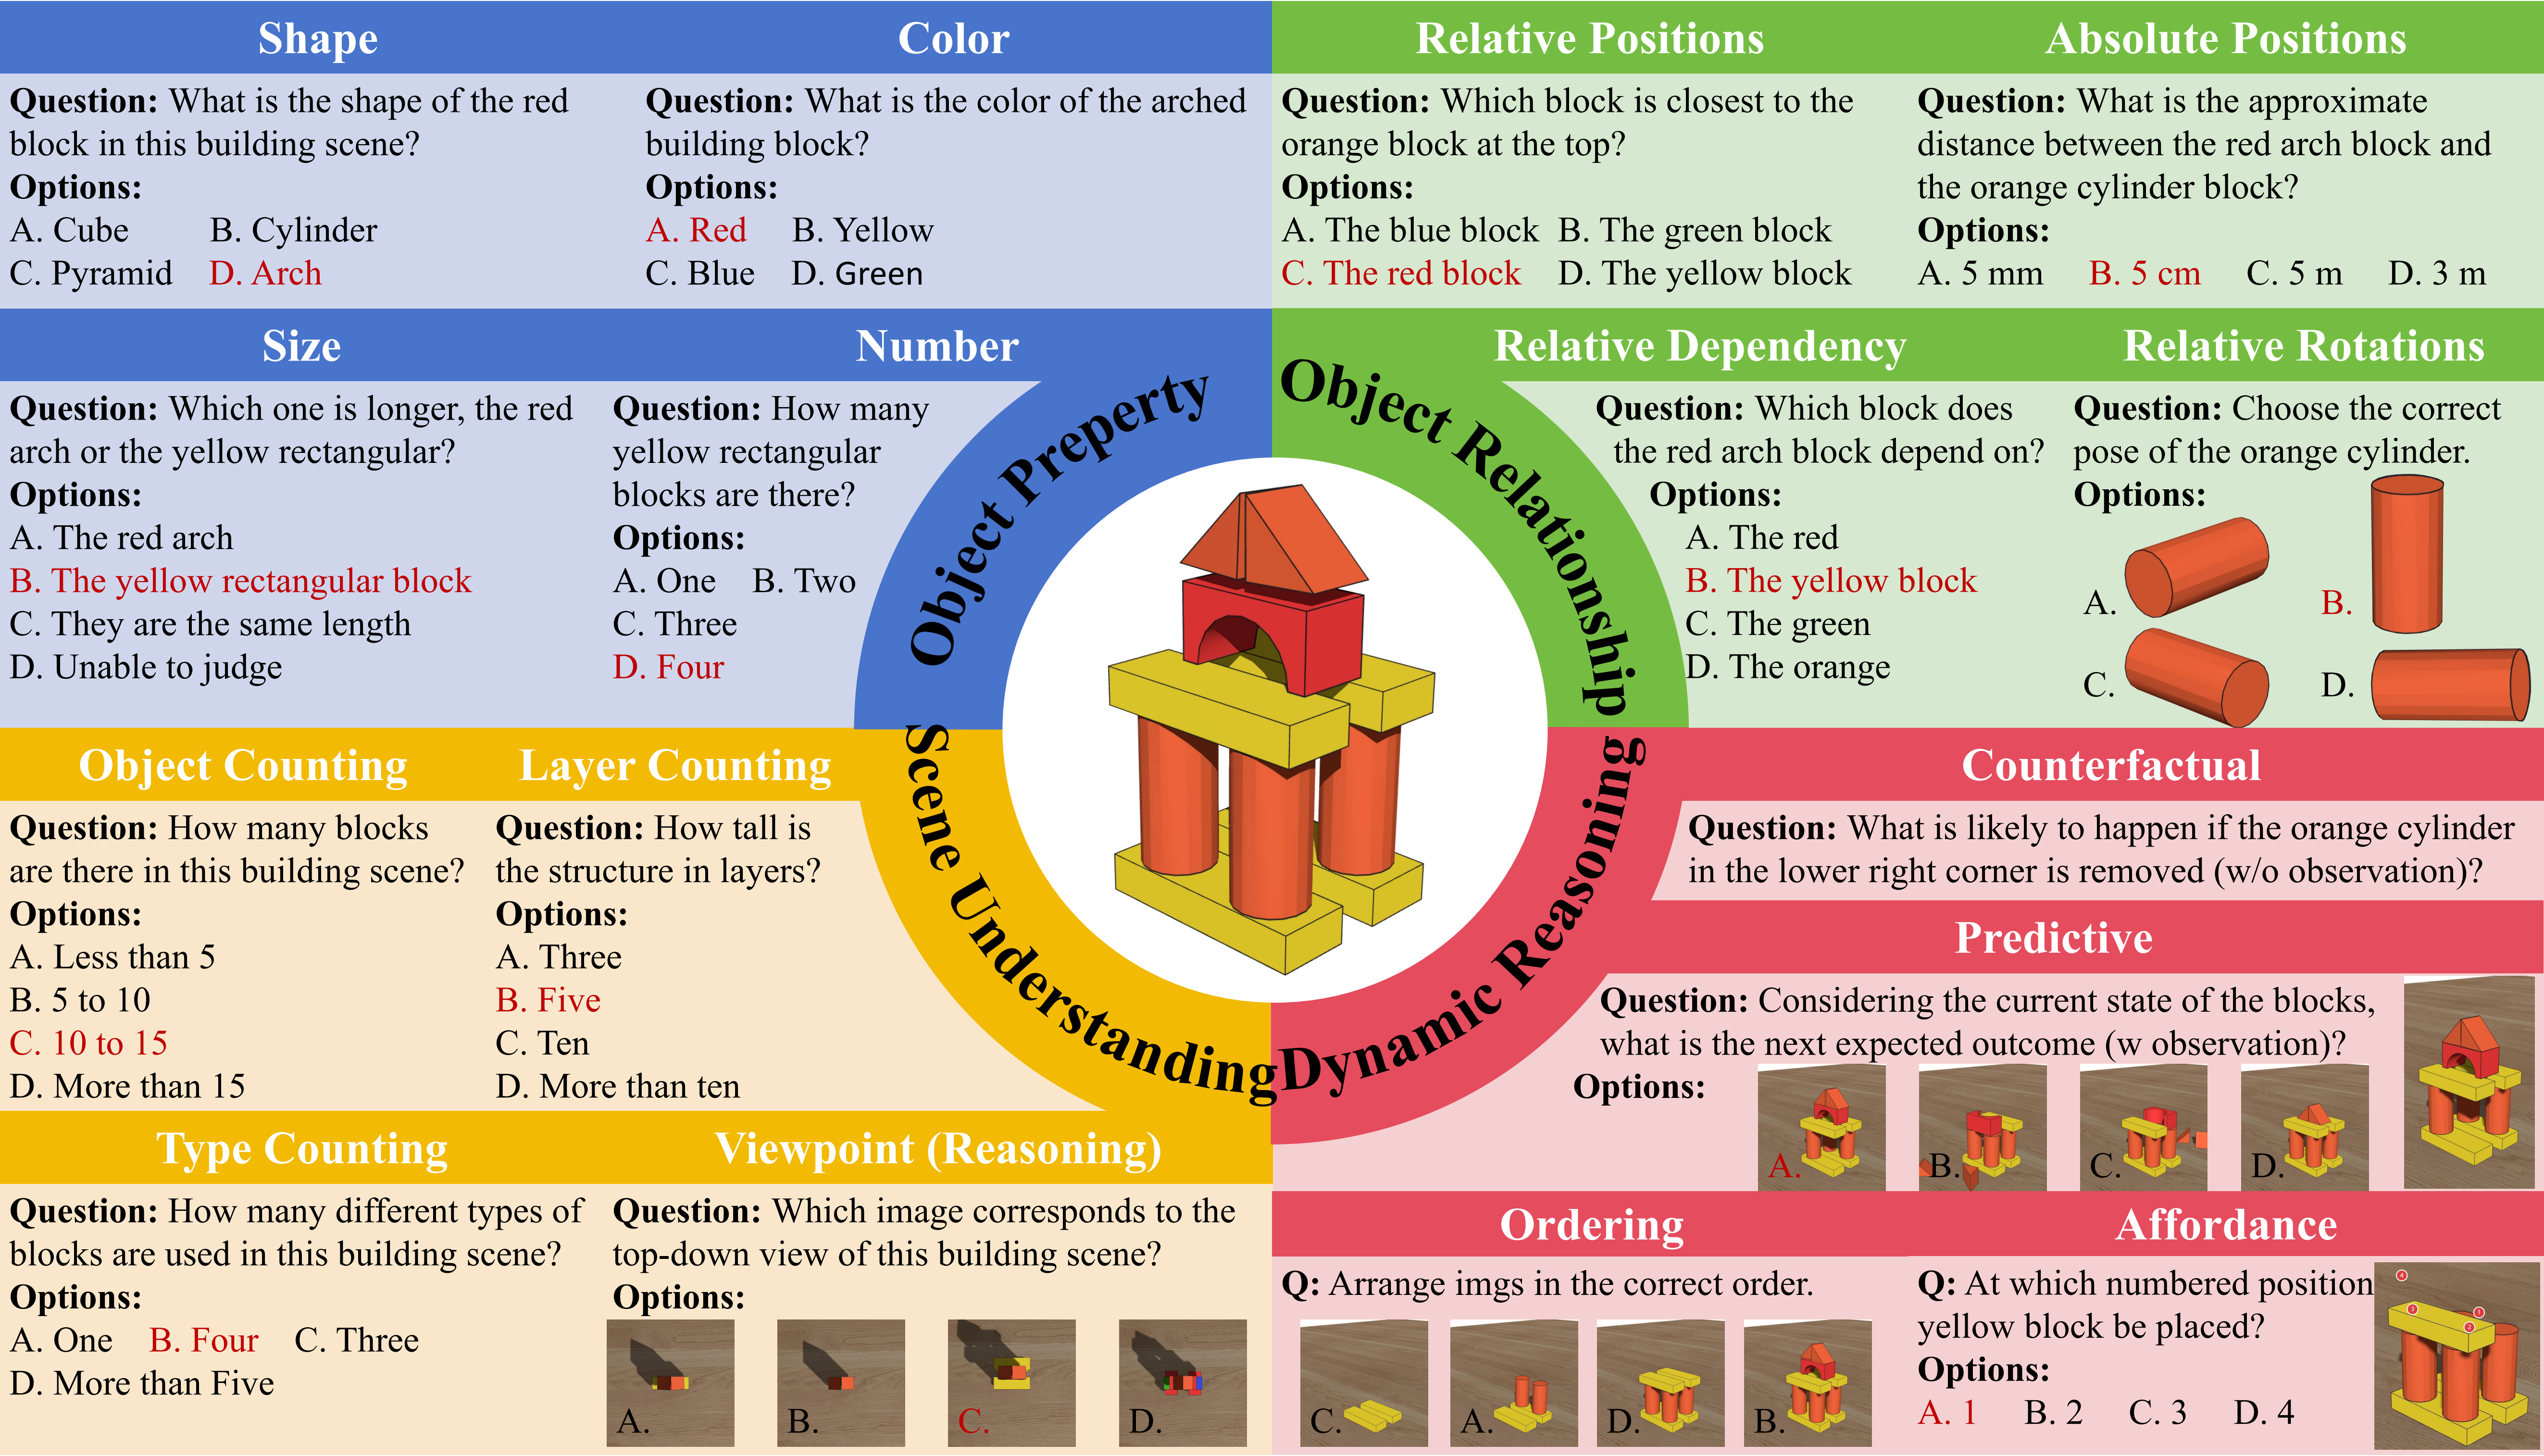 Shape
Question: What is the shape of the red
block in this building scene?
Options:
A. Cube B. Cylinder
C. Pyramid D. Arch
Color
Question: What is the color of the arched
building block?
Options:
A. Red B. Yellow
C. Blue D. Green
Relative Positions
Question: Which block is closest to the
orange block at the top?
Options:
A. The blue block B. The green block
C. The red block D. The yellow block
Absolute Positions
Question: What is the approximate
distance between the red arch block and
the orange cylinder block?
Options:
A. 5 mm B. 5 cm C. 5 m D. 3 m
Size
Question: Which one is longer, the red
arch or the yellow rectangular?
Options:
A. The red arch
B. The yellow rectangular block
C. They are the same length
D. Unable to judge
Number
Question: How many
yellow rectangular
blocks are there?
Options:
A. One B. Two
C. Three
D. Four
Object Preperty
Object Relationship
Relative Dependency
Question: Which block does
the red arch block depend on?
Options:
A. The red
B. The yellow block
C. The green
D. The orange
Relative Rotations
Question: Choose the correct
pose of the orange cylinder.
Options:
A.
B.
C.
D.
Object Counting
Question: How many blocks
are there in this building scene?
Options:
A. Less than 5
B. 5 to 10
C. 10 to 15
D. More than 15
Layer Counting
Question: How tall is
the structure in layers?
Options:
A. Three
B. Five
C. Ten
D. More than ten
Scene Understanding
Dynamic Reasoning
Counterfactual
Question: What is likely to happen if the orange cylinder
in the lower right corner is removed (w/o observation)?
Predictive
Question: Considering the current state of the blocks,
what is the next expected outcome (w observation)?
Options:
A.
B.
C.
D.
Type Counting
Question: How many different types of
blocks are used in this building scene?
Options:
A. One B. Four C. Three
D. More than Five
Viewpoint (Reasoning)
Question: Which image corresponds to the
top-down view of this building scene?
Options:
A.
B.
C.
D.
Ordering
Q: Arrange imgs in the correct order.
C.
A.
D.
B.
Affordance
Q: At which numbered position
yellow block be placed?
Options:
A. 1 B. 2 C. 3 D. 4
4
3
1
2